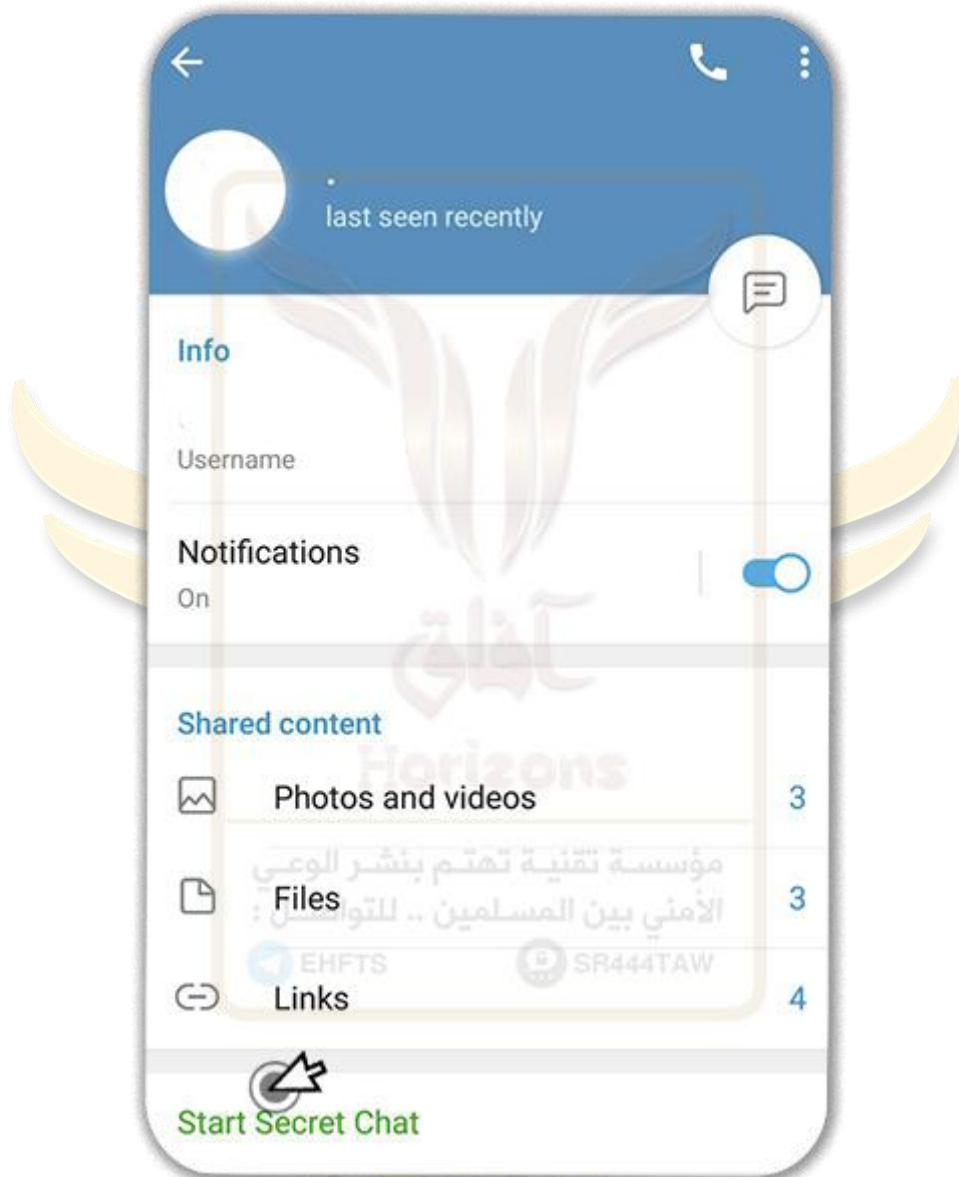 .
last seen recently
Info
Username
Notifications
On
آفاق
Shared content
Horizons
Photos and videos
3
مؤسسة تقنية تهتم بنشر الوعي
Files
3
الأمني بين المسلمين .. للتواصل :
EHFTS
SR444TAW
Links
4
Start Secret Chat